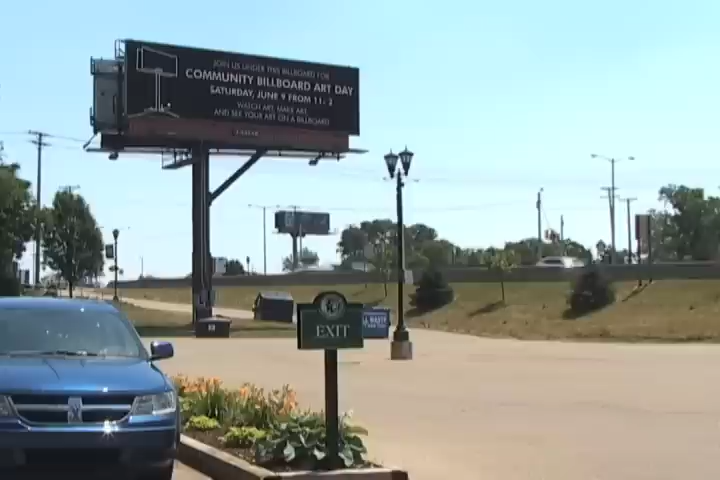 JOIN US UNDER THIS BILLBOARD FOR
COMMUNITY BILLBOARD ART DAY
SATURDAY, JUNE 9 FROM 11-2
WATCH ART, MAKE ART,
AND SEE YOUR ART ON A BILLBOARD
EXIT
WASTE